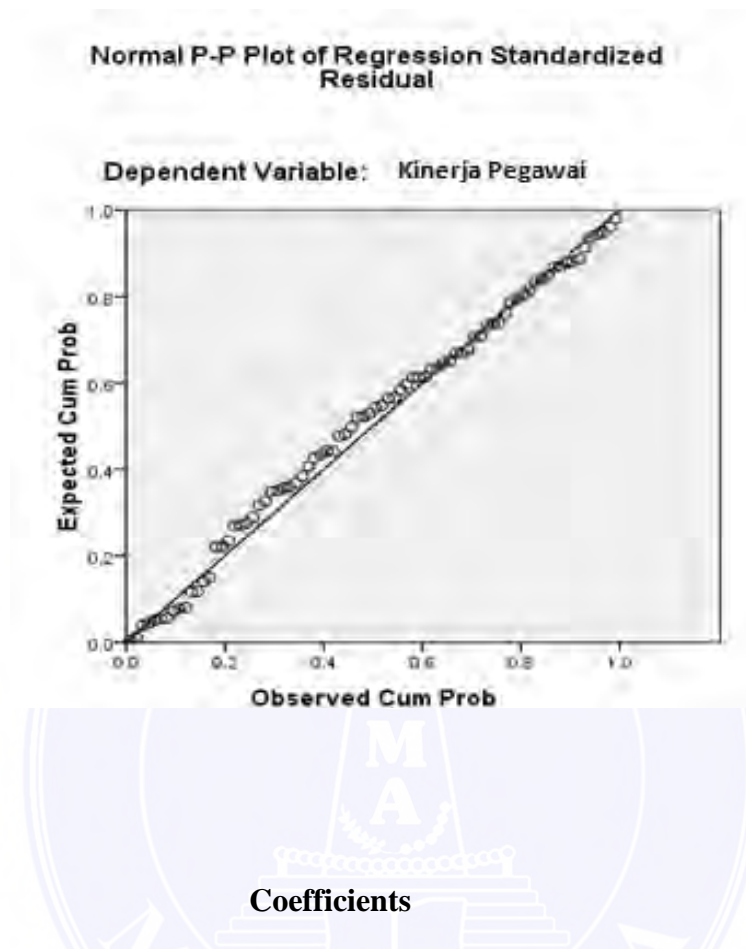 Normal P-P Plot of Regression Standardized
Residual
Dependent Variable: Kinerja Pegawai
1.0
0.8
0.6
0.4
0.2
0.0
Expected Cum Prob
0.0 0.2 0.4 0.6 0.8 1.0
Observed Cum Prob
M
A
Coefficients